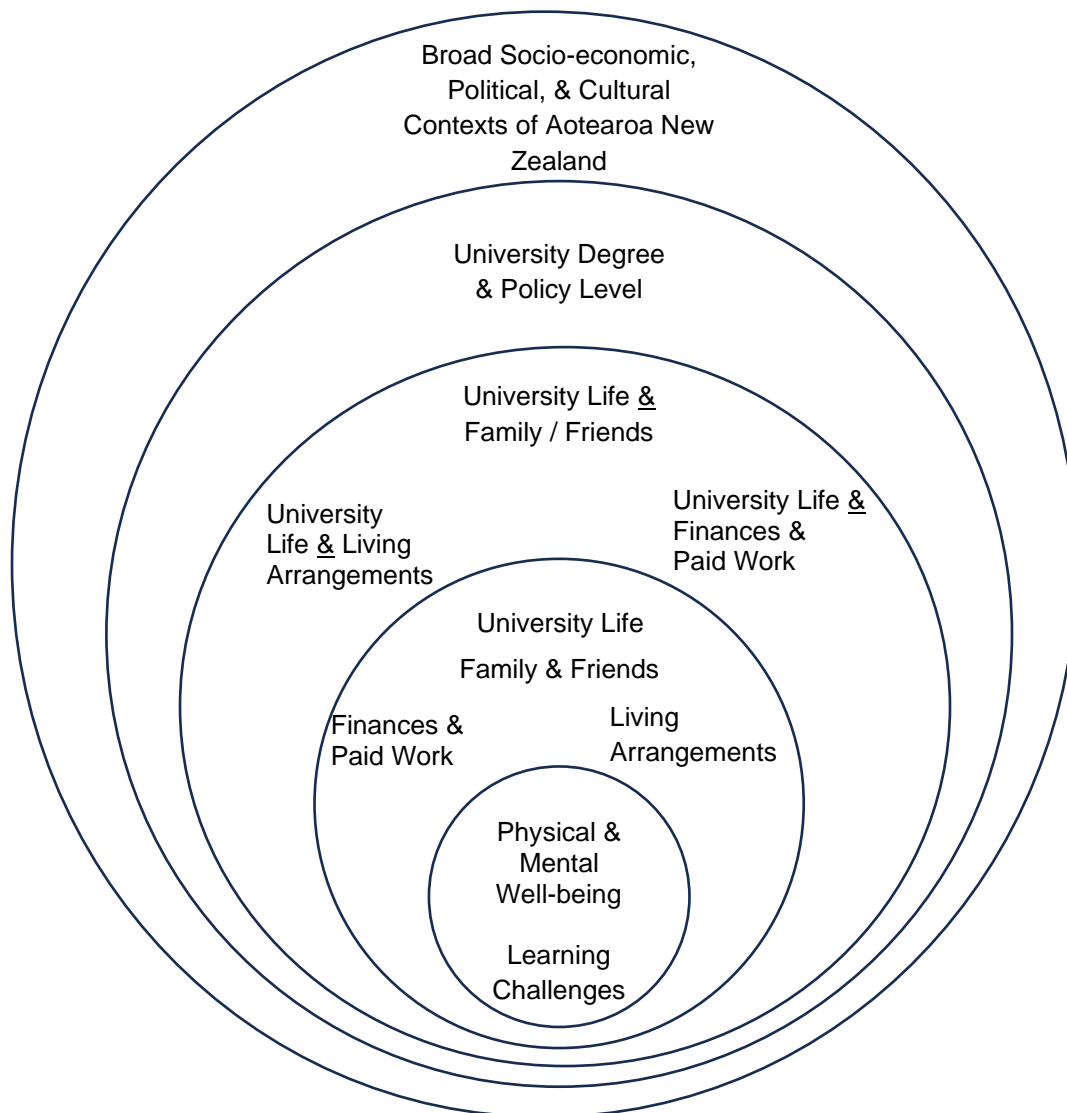 Broad Socio-economic,
Political, & Cultural
Contexts of Aotearoa New
Zealand
University Degree
& Policy Level
University Life &
Family / Friends
University
Life & Living
Arrangements
University Life &
Finances &
Paid Work
University Life
Family & Friends
Finances &
Paid Work
Living
Arrangements
Physical &
Mental
Well-being
Learning
Challenges